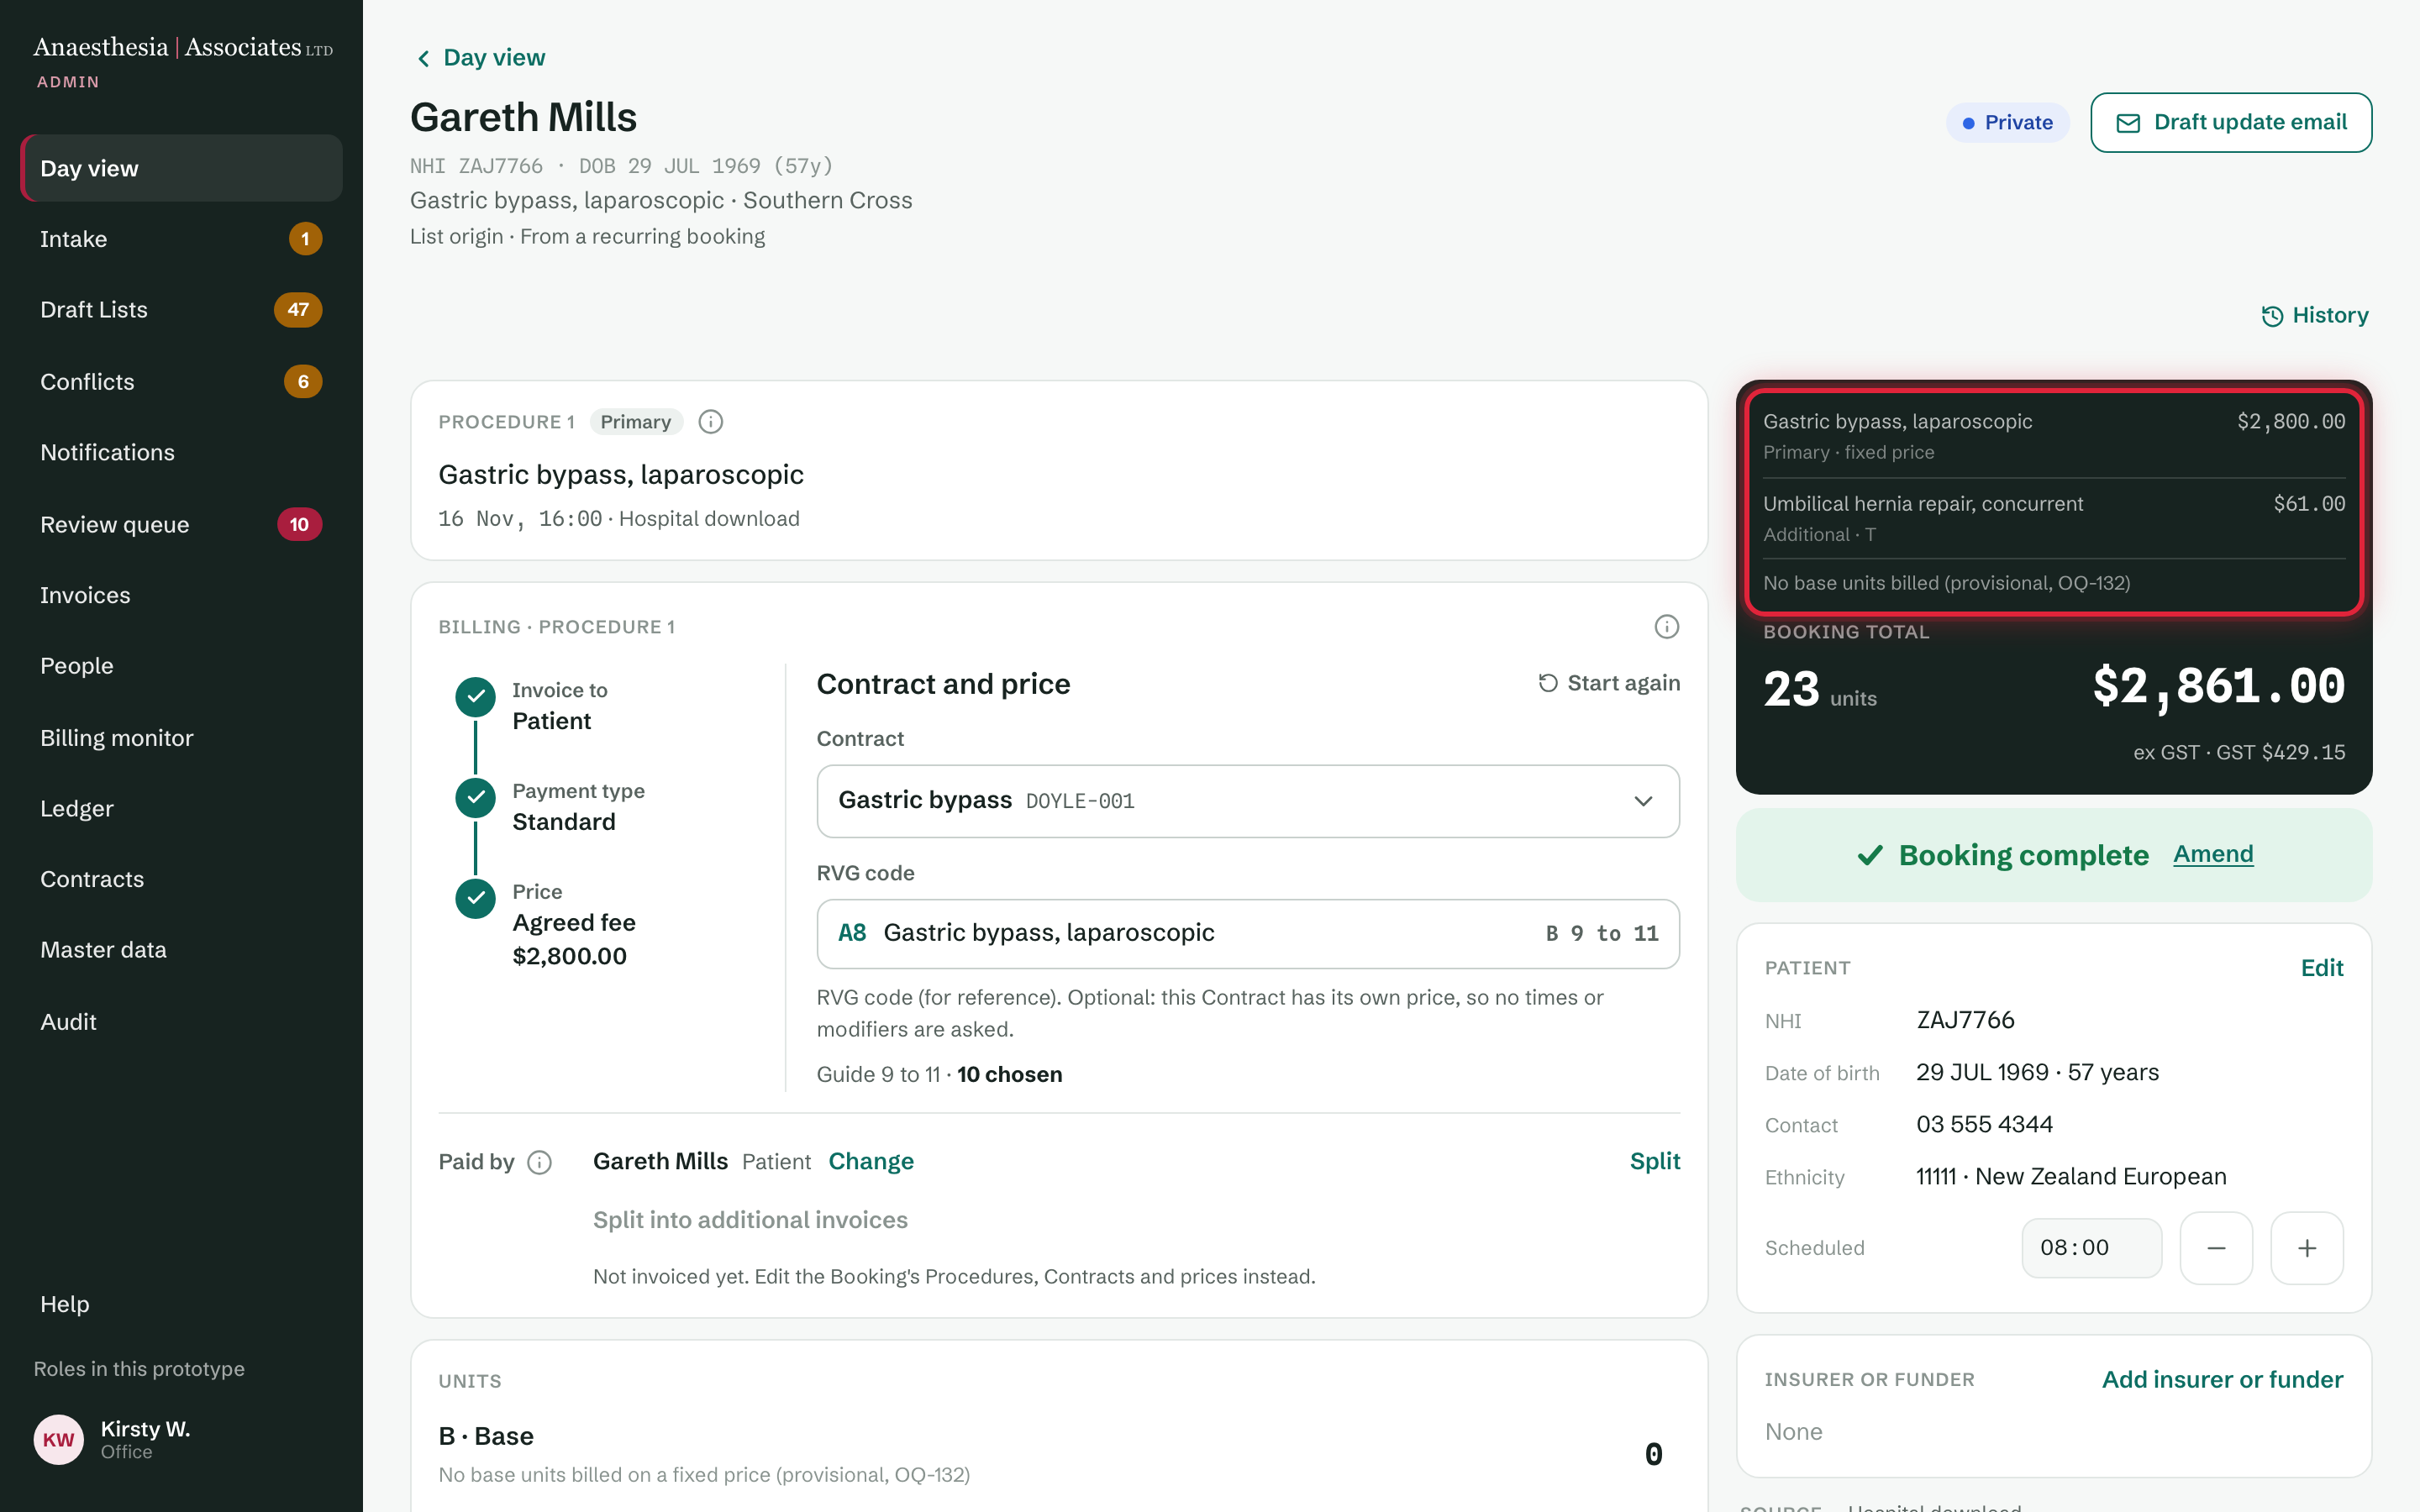 Anaesthesia | Associates LTD
ADMIN
Day view
Intake 1
Draft Lists 47
Conflicts 6
Notifications
Review queue 10
Invoices
People
Billing monitor
Ledger
Contracts
Master data
Audit
Help
Roles in this prototype
KW Kirsty W.
Office
Day view
Gareth Mills
NHI ZAJ7766 · DOB 29 JUL 1969 (57y)
Gastric bypass, laparoscopic · Southern Cross
List origin · From a recurring booking
Private
Draft update email
History
PROCEDURE 1 Primary
Gastric bypass, laparoscopic
16 Nov, 16:00 · Hospital download
BILLING · PROCEDURE 1
Invoice to
Patient
Payment type
Standard
Price
Agreed fee
$2,800.00
Contract and price
Start again
Contract
Gastric bypass DOYLE-001
RVG code
A8 Gastric bypass, laparoscopic B 9 to 11
RVG code (for reference). Optional: this Contract has its own price, so no times or
modifiers are asked.
Guide 9 to 11 · 10 chosen
Paid by Gareth Mills Patient Change Split
Split into additional invoices
Not invoiced yet. Edit the Booking's Procedures, Contracts and prices instead.
UNITS
B · Base 0
No base units billed on a fixed price (provisional, OQ-132)
Gastric bypass, laparoscopic $2,800.00
Primary · fixed price
Umbilical hernia repair, concurrent $61.00
Additional · T
No base units billed (provisional, OQ-132)
BOOKING TOTAL
23 units $2,861.00
ex GST · GST $429.15
Booking complete Amend
PATIENT Edit
NHI ZAJ7766
Date of birth 29 JUL 1969 · 57 years
Contact 03 555 4344
Ethnicity 11111 · New Zealand European
Scheduled 08:00 − +
INSURER OR FUNDER Add insurer or funder
None
SOURCE Hospital download